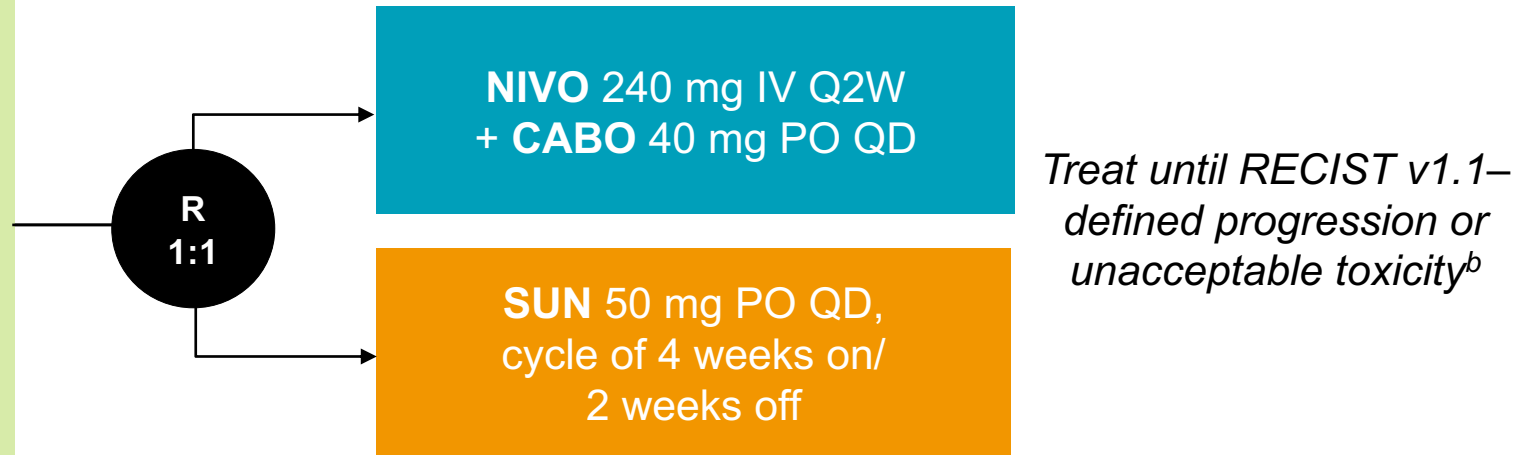 R
1:1
NIVO 240 mg IV Q2W
+ CABO 40 mg PO QD
SUN 50 mg PO QD,
cycle of 4 weeks on/
2 weeks off
Treat until RECIST v1.1–
defined progression or
unacceptable toxicityᵇ